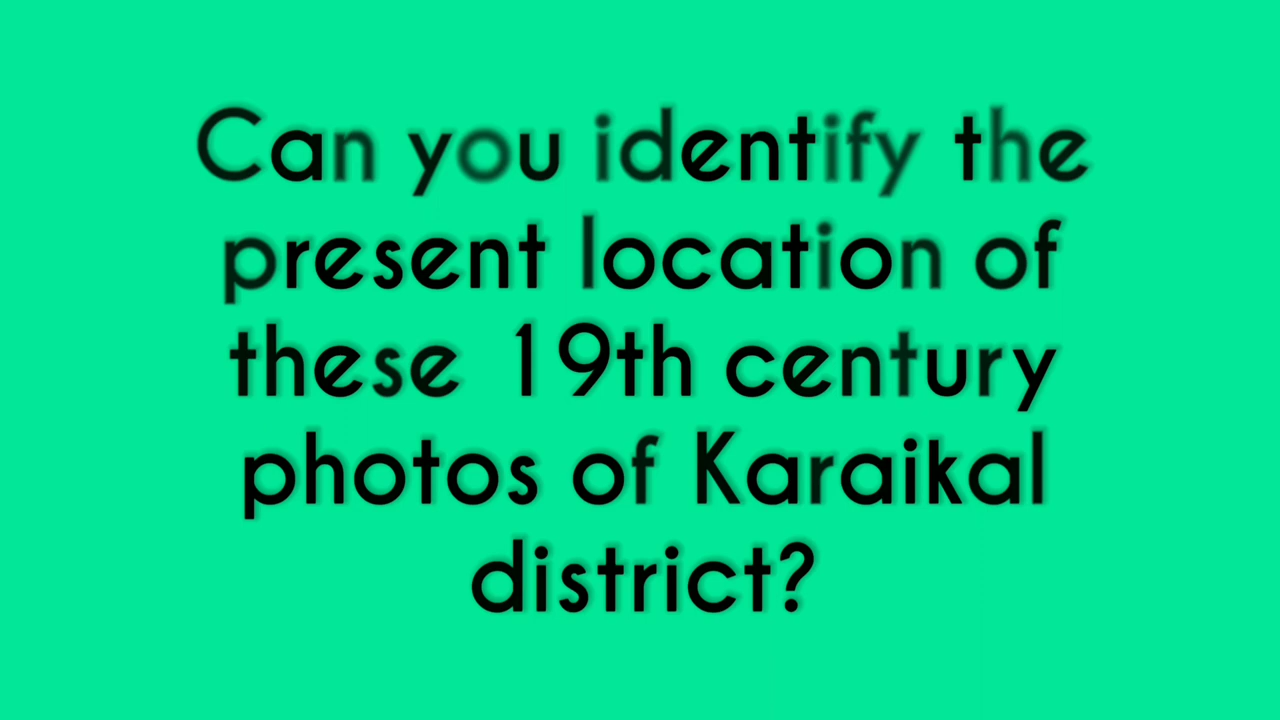 Can you identify the
present location of
these 19th century
photos of Karaikal
district?